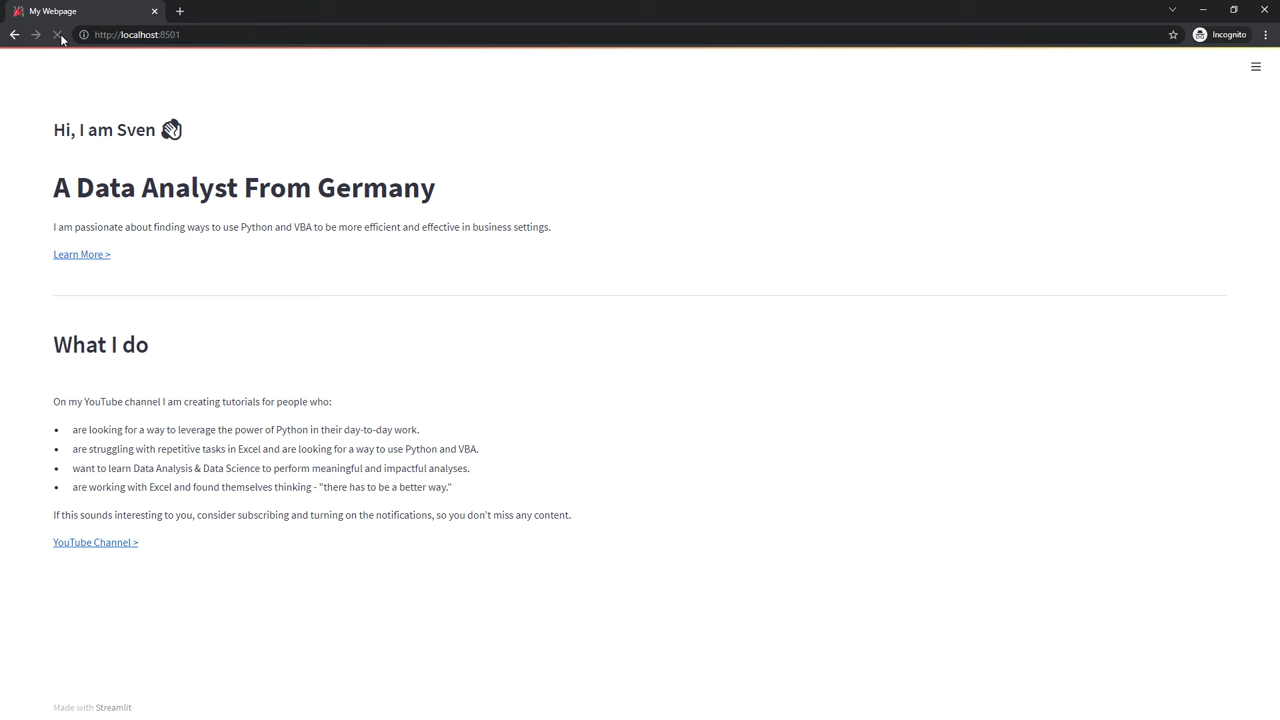 My Webpage
http://localhost:8501
Incognito
Hi, I am Sven
A Data Analyst From Germany
I am passionate about finding ways to use Python and VBA to be more efficient and effective in business settings.
Learn More >
What I do
On my YouTube channel I am creating tutorials for people who:
• are looking for a way to leverage the power of Python in their day-to-day work.
• are struggling with repetitive tasks in Excel and are looking for a way to use Python and VBA.
• want to learn Data Analysis & Data Science to perform meaningful and impactful analyses.
• are working with Excel and found themselves thinking - "there has to be a better way."
If this sounds interesting to you, consider subscribing and turning on the notifications, so you don't miss any content.
YouTube Channel >
Made with Streamlit